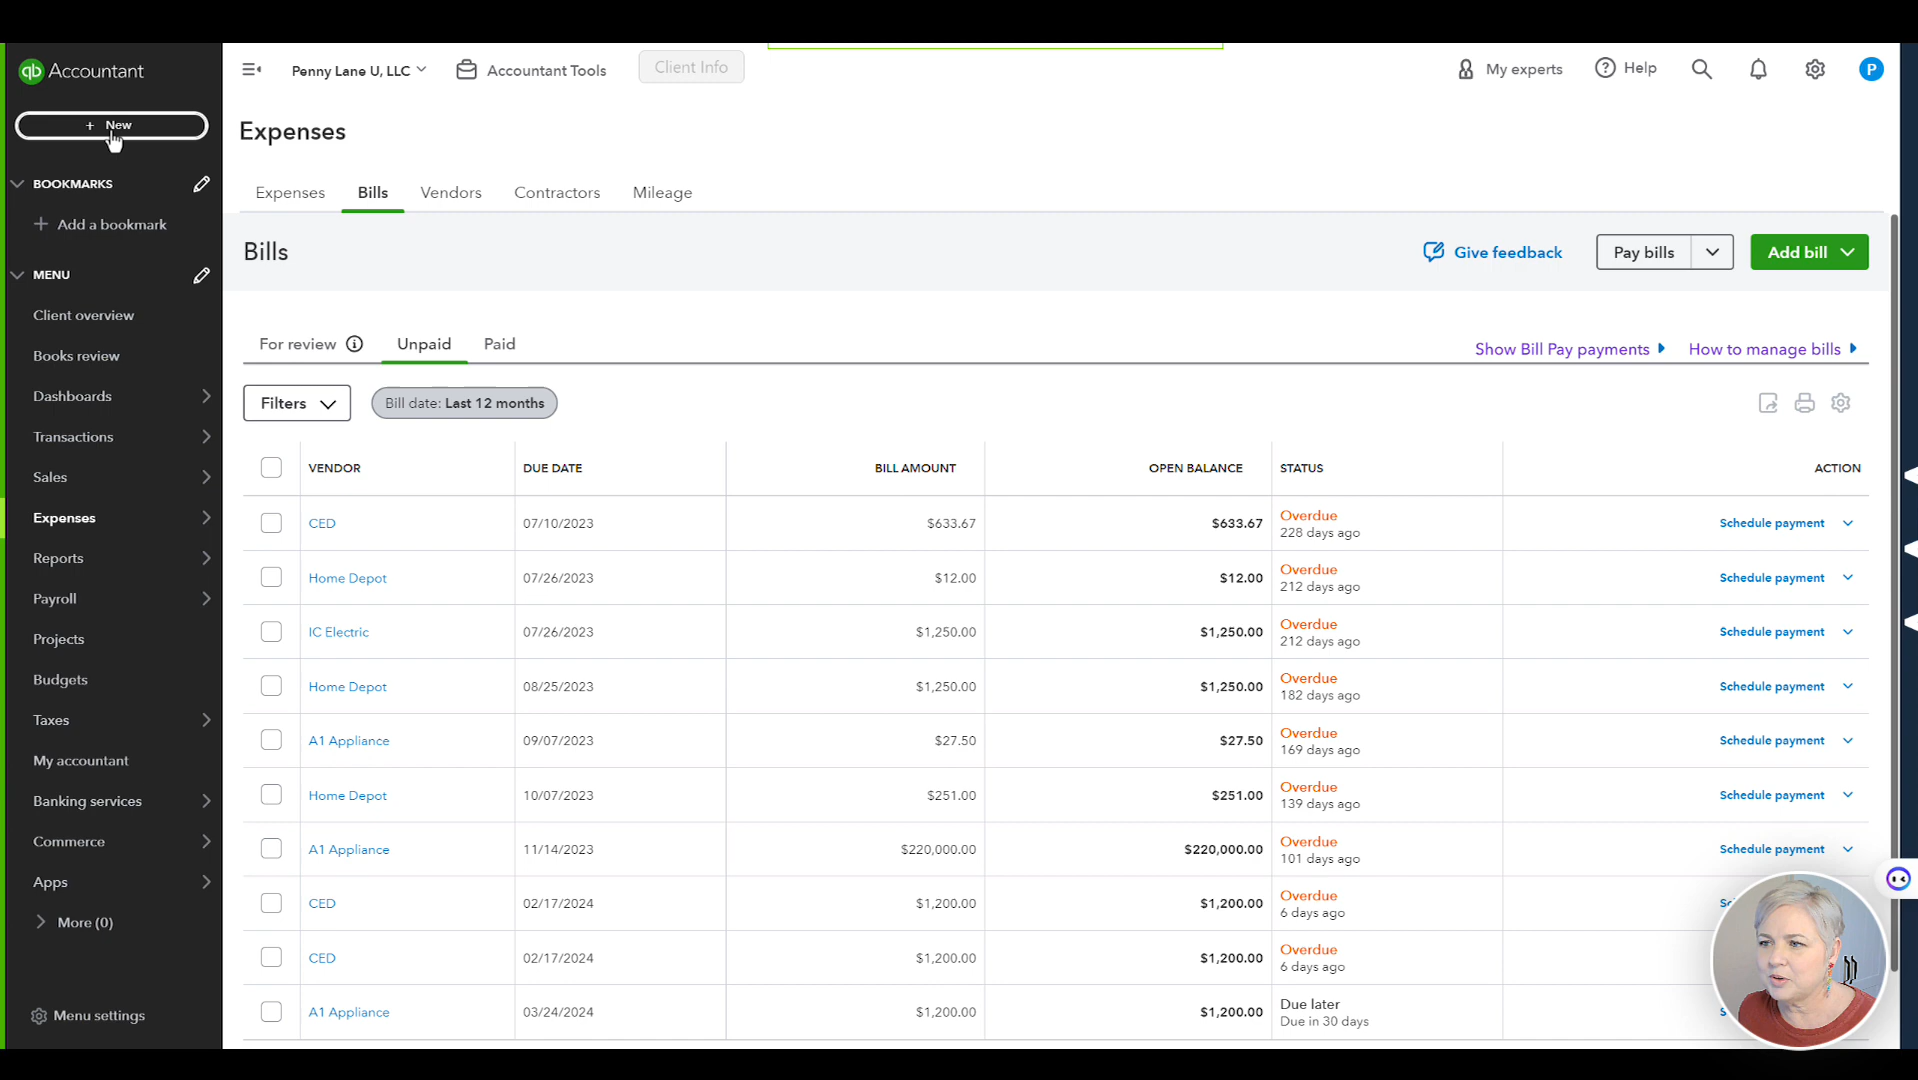 qb Accountant
+ New
BOOKMARKS
+ Add a bookmark
MENU
Client overview
Books review
Dashboards
Transactions
Sales
Expenses
Reports
Payroll
Projects
Budgets
Taxes
My accountant
Banking services
Commerce
Apps
More (0)
Menu settings
Penny Lane U, LLC
Accountant Tools
Client Info
My experts
? Help
P
Expenses
Expenses Bills Vendors Contractors Mileage
Bills
Give feedback
Pay bills
Add bill
For review Unpaid Paid
Show Bill Pay payments
How to manage bills
Filters
Bill date: Last 12 months
VENDOR DUE DATE BILL AMOUNT OPEN BALANCE STATUS ACTION
CED 07/10/2023 $633.67 $633.67 Overdue Schedule payment
228 days ago
Home Depot 07/26/2023 $12.00 $12.00 Overdue Schedule payment
212 days ago
IC Electric 07/26/2023 $1,250.00 $1,250.00 Overdue Schedule payment
212 days ago
Home Depot 08/25/2023 $1,250.00 $1,250.00 Overdue Schedule payment
182 days ago
A1 Appliance 09/07/2023 $27.50 $27.50 Overdue Schedule payment
169 days ago
Home Depot 10/07/2023 $251.00 $251.00 Overdue Schedule payment
139 days ago
A1 Appliance 11/14/2023 $220,000.00 $220,000.00 Overdue Schedule payment
101 days ago
CED 02/17/2024 $1,200.00 $1,200.00 Overdue
6 days ago
CED 02/17/2024 $1,200.00 $1,200.00 Overdue
6 days ago
A1 Appliance 03/24/2024 $1,200.00 $1,200.00 Due later
Due in 30 days